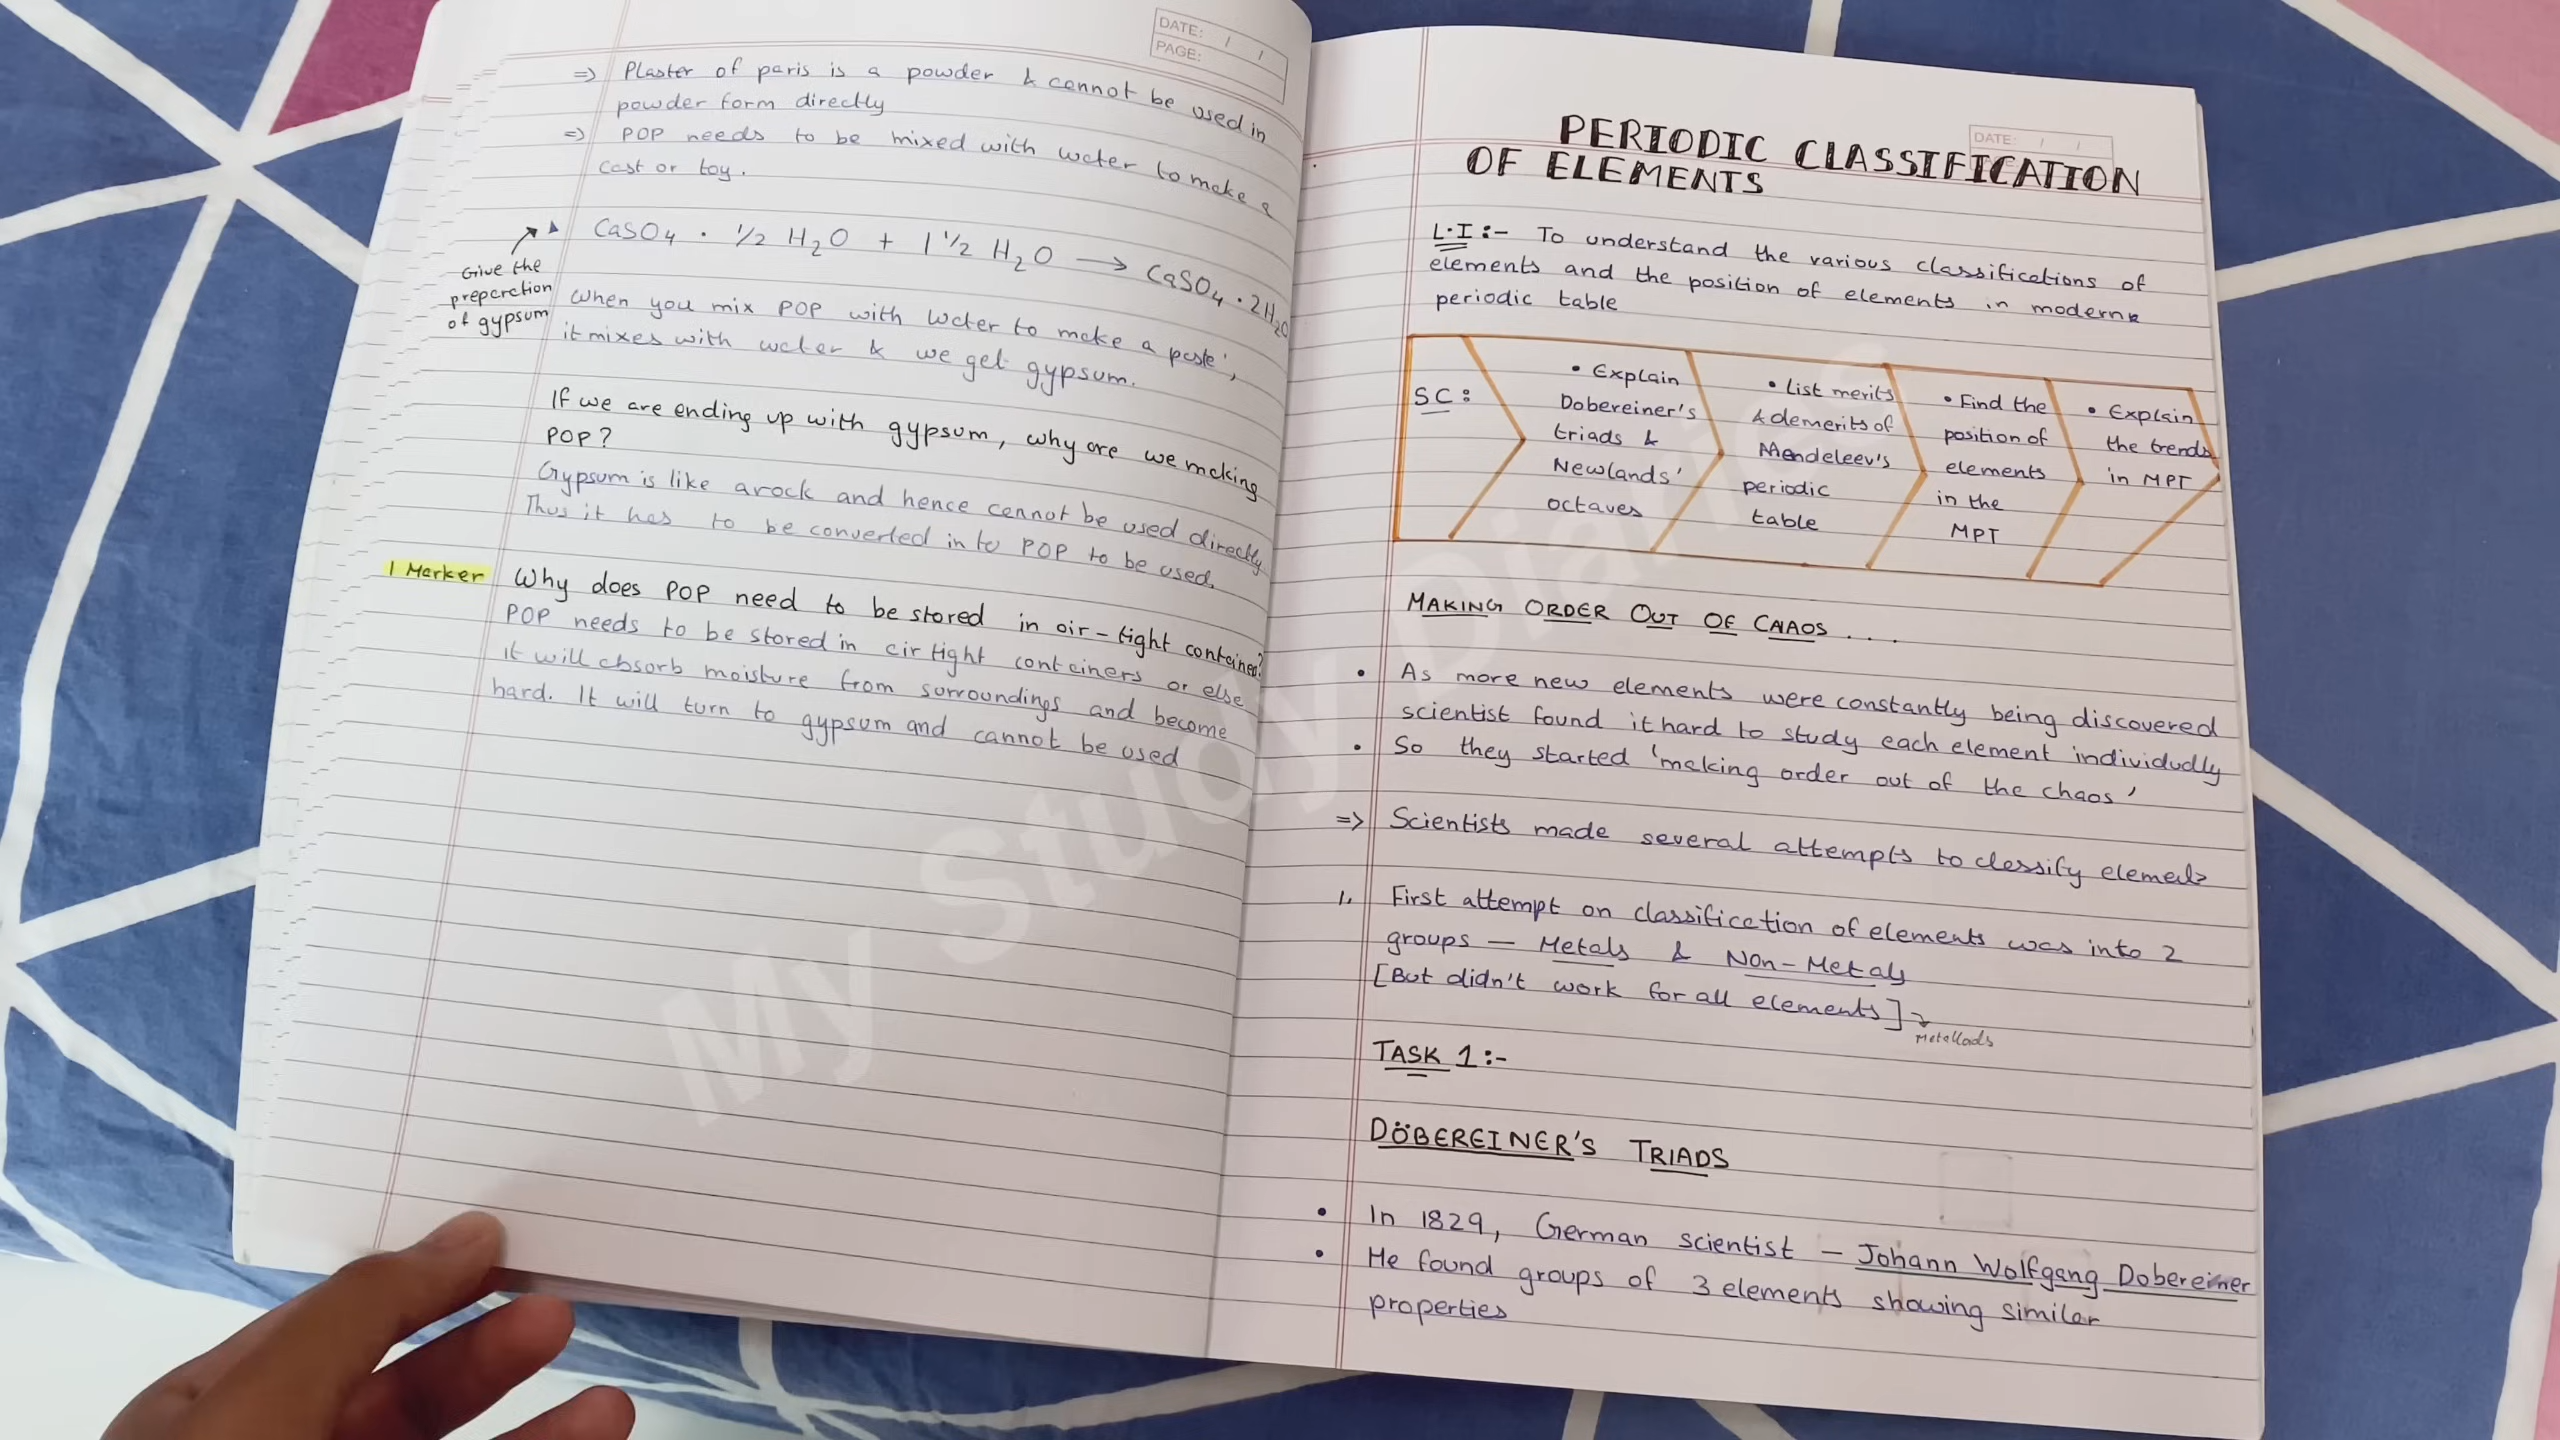 DATE: / /
PAGE:
=> Plaster of paris is a powder & cannot be used in
powder form directly
=> POP needs to be mixed with water to make a
cast or toy.
CaSO4 · 1/2 H2O + 1 1/2 H2O → CaSO4 · 2H2O
Give the
preparation
of gypsum
When you mix POP with water to make a paste,
it mixes with water & we get gypsum.
If we are ending up with gypsum, why are we making
POP?
Gypsum is like a rock and hence cannot be used directly
Thus it has to be converted into POP to be used.
1 Marker
Why does POP need to be stored in air-tight container?
POP needs to be stored in air tight containers or else
it will absorb moisture from surroundings and become
hard. It will turn to gypsum and cannot be used
DATE: / /
PERIODIC CLASSIFICATION
OF ELEMENTS
L.I :- To understand the various classifications of
elements and the position of elements in modern
periodic table
SC:
• Explain
Dobereiner's
triads &
Newlands'
octaves
• List merits
& demerits of
Mendeleev's
periodic
table
• Find the
position of
elements
in the
MPT
• Explain
the trends
in MPT
MAKING ORDER OUT OF CHAOS ....
• As more new elements were constantly being discovered
scientist found it hard to study each element individually
• So they started 'making order out of the chaos'
=> Scientists made several attempts to classify elements
1. First attempt on classification of elements was into 2
groups — Metals & Non-Metals
[But didn't work for all elements]
Metalloids
TASK 1:-
DÖBEREINER'S TRIADS
• In 1829, German scientist – Johann Wolfgang Dobereiner
• He found groups of 3 elements showing similar
properties
My Study Diaries